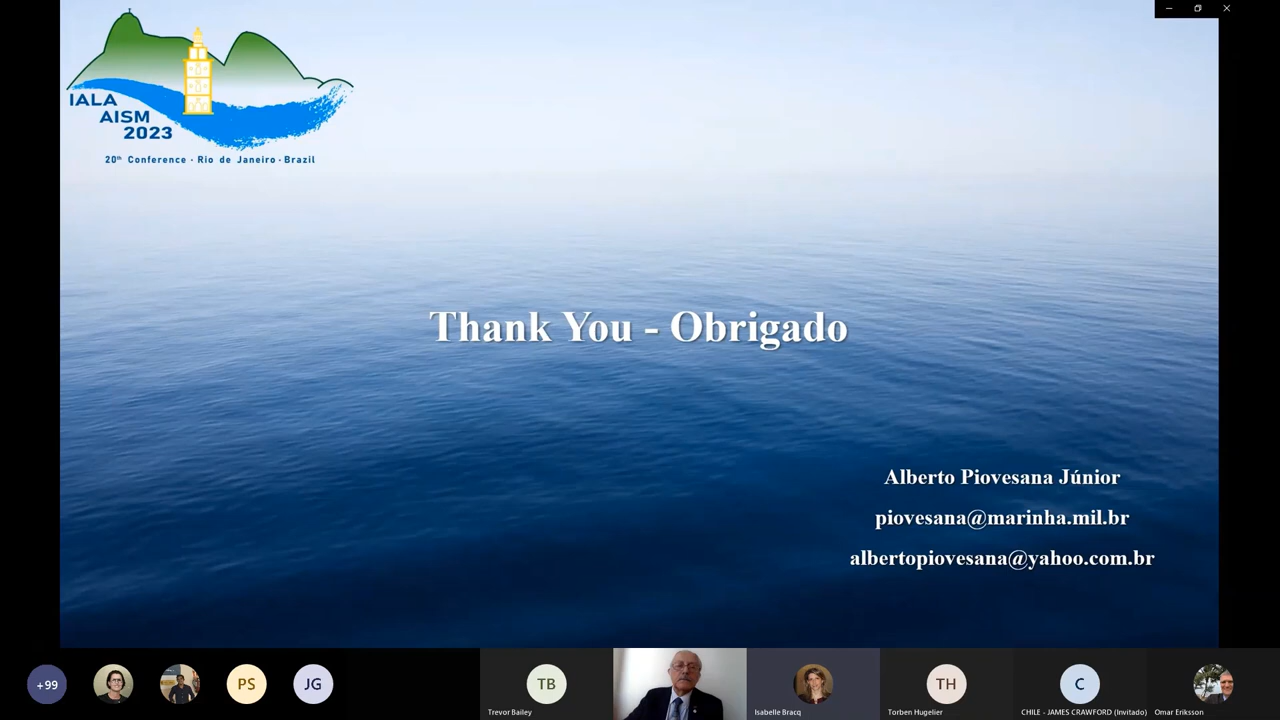 IALA
AISM
2023
20th Conference · Rio de Janeiro · Brazil
Thank You - Obrigado
Alberto Piovesana Júnior
piovesana@marinha.mil.br
albertopiovesana@yahoo.com.br
+99
PS
JG
TB
TH
C
Trevor Bailey
Isabelle Bracq
Torben Hugelier
CHILE - JAMES CRAWFORD (Invitado)
Omar Eriksson